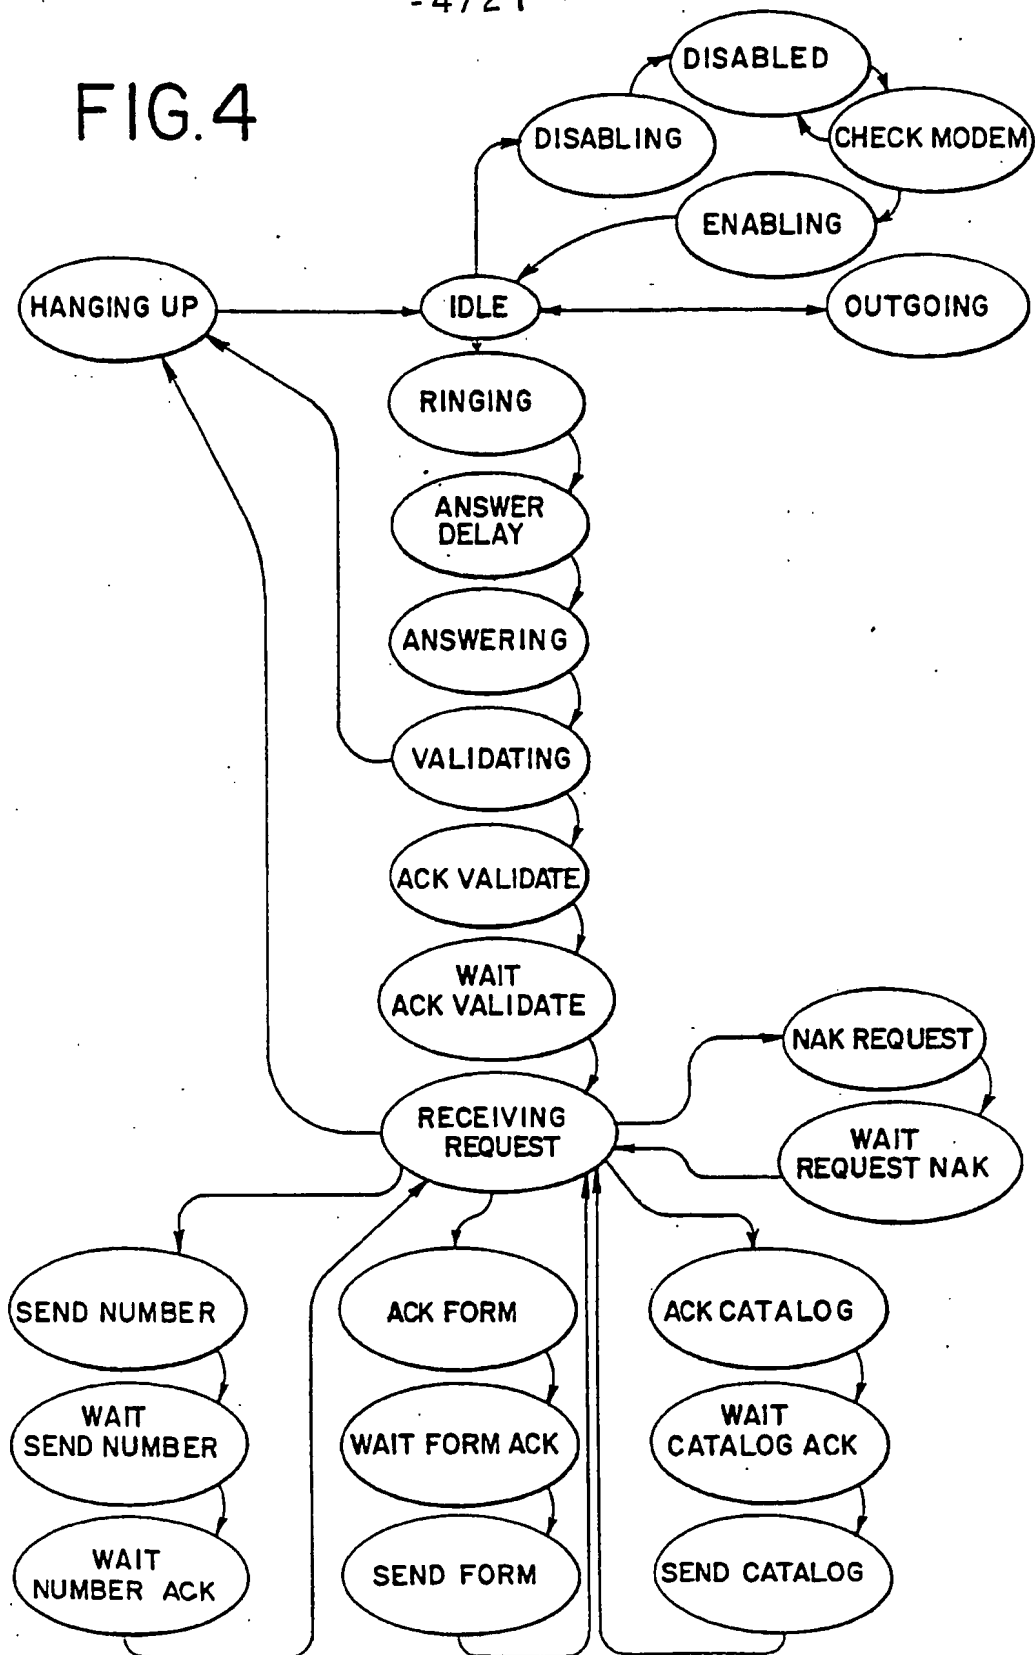 FIG.4
DISABLED
DISABLING
CHECK MODEM
ENABLING
HANGING UP
IDLE
OUTGOING
RINGING
ANSWER
DELAY
ANSWERING
VALIDATING
ACK VALIDATE
WAIT
ACK VALIDATE
NAK REQUEST
RECEIVING
REQUEST
WAIT
REQUEST NAK
SEND NUMBER
ACK FORM
ACK CATALOG
WAIT
SEND NUMBER
WAIT FORM ACK
WAIT
CATALOG ACK
WAIT
NUMBER ACK
SEND FORM
SEND CATALOG